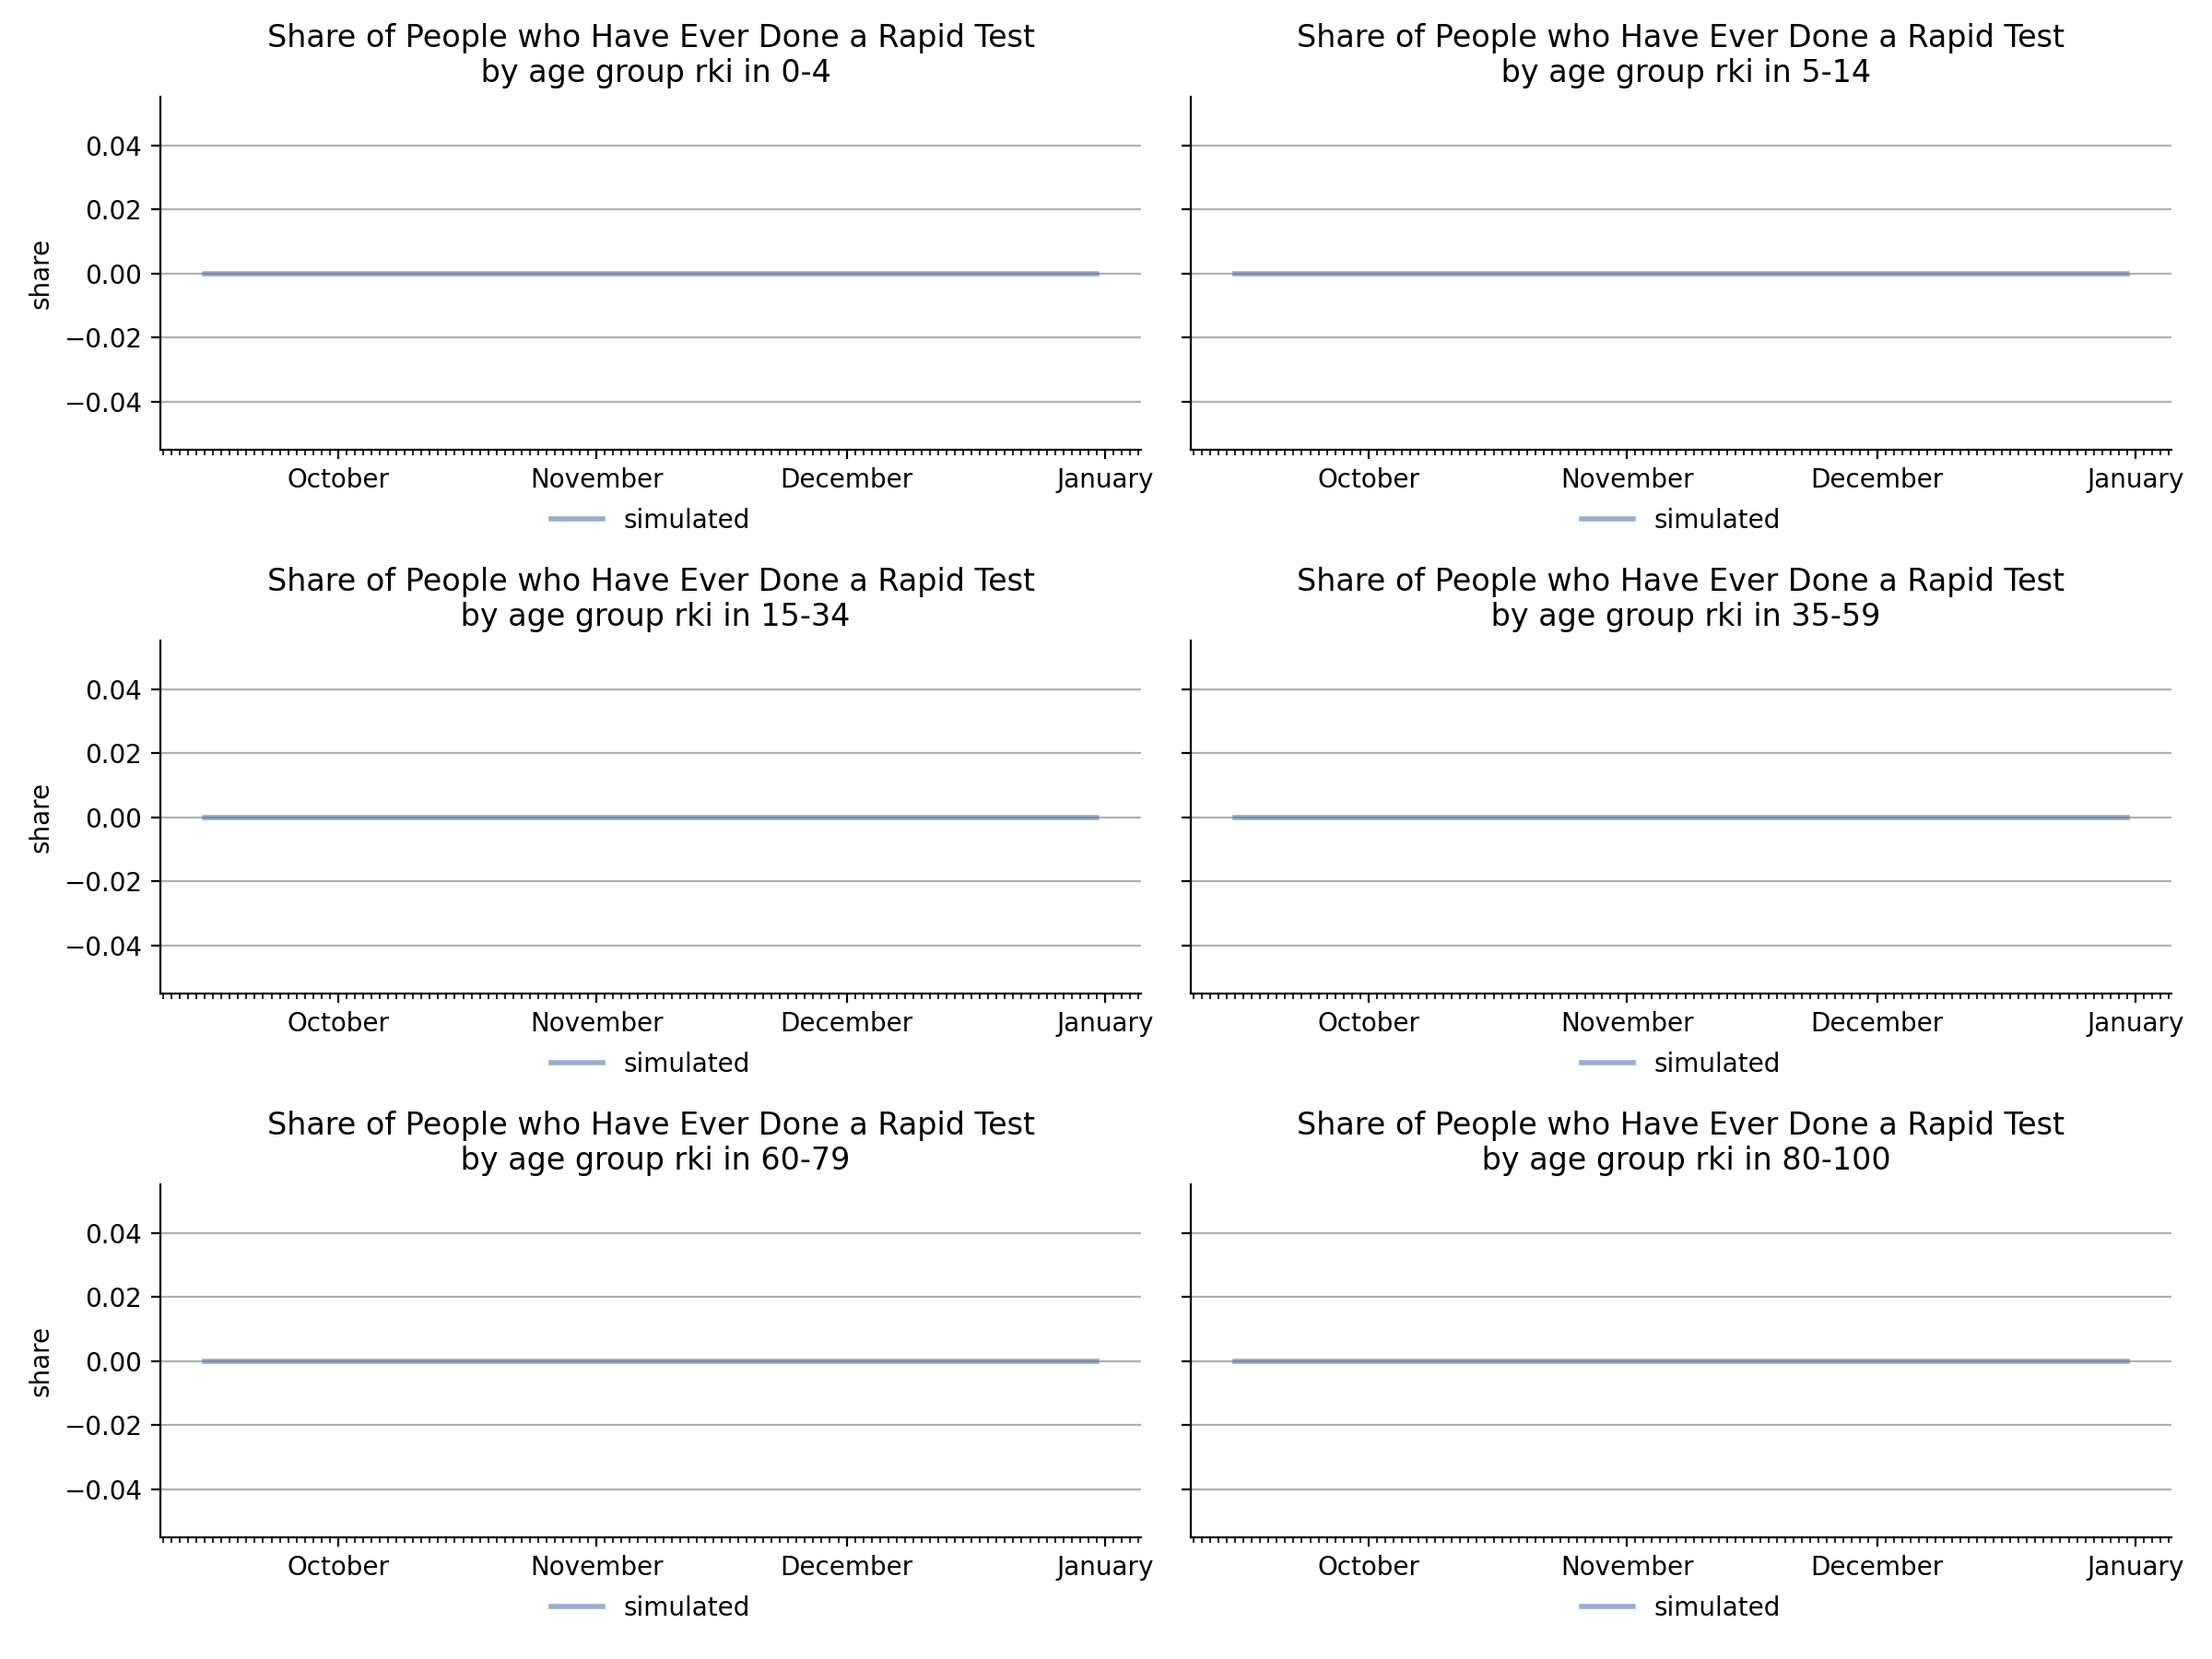 Share of People who Have Ever Done a Rapid Test
by age group rki in 0-4
0.04
0.02
0.00
−0.02
−0.04
share
October November December January
simulated
Share of People who Have Ever Done a Rapid Test
by age group rki in 5-14
October November December January
simulated
Share of People who Have Ever Done a Rapid Test
by age group rki in 15-34
0.04
0.02
0.00
−0.02
−0.04
share
October November December January
simulated
Share of People who Have Ever Done a Rapid Test
by age group rki in 35-59
October November December January
simulated
Share of People who Have Ever Done a Rapid Test
by age group rki in 60-79
0.04
0.02
0.00
−0.02
−0.04
share
October November December January
simulated
Share of People who Have Ever Done a Rapid Test
by age group rki in 80-100
October November December January
simulated